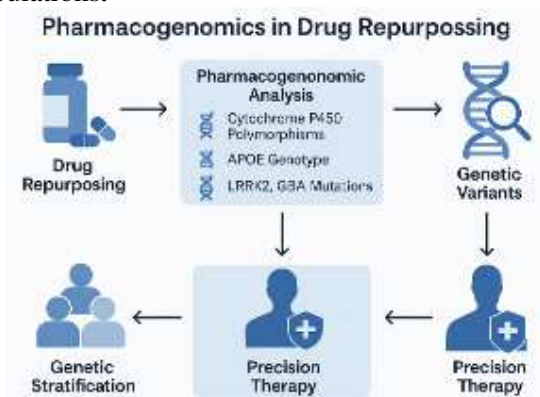 Pharmacogenomics in Drug Repurpossing
Drug
Repurposing
Pharmacogenonomic
Analysis
Cytochrome P450
Polymorphisms
APOE Genotype
LRRK2, GBA Mutations
Genetic
Variants
Genetic
Stratification
Precision
Therapy
Precision
Therapy